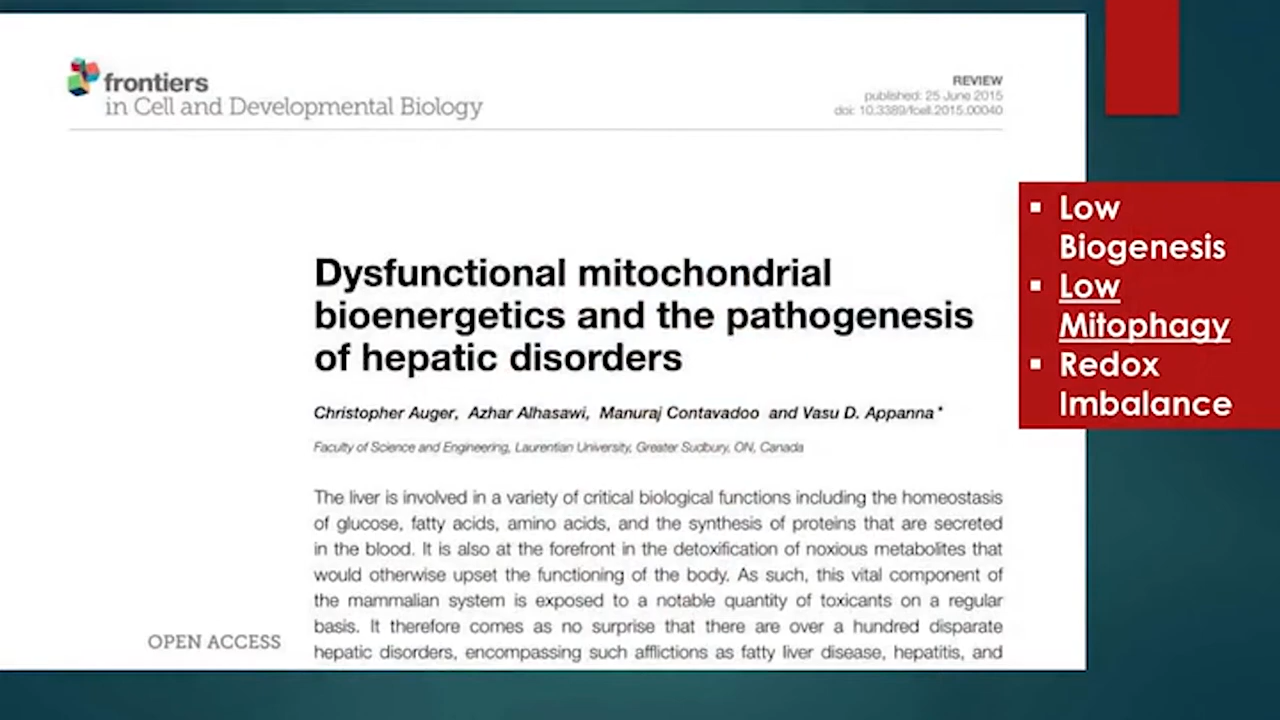 frontiers
in Cell and Developmental Biology
REVIEW
published: 25 June 2015
doi: 10.3389/fcell.2015.00040
Dysfunctional mitochondrial
bioenergetics and the pathogenesis
of hepatic disorders
Christopher Auger, Azhar Alhasawi, Manuraj Contavadoo and Vasu D. Appanna*
Faculty of Science and Engineering, Laurentian University, Greater Sudbury, ON, Canada
The liver is involved in a variety of critical biological functions including the homeostasis
of glucose, fatty acids, amino acids, and the synthesis of proteins that are secreted
in the blood. It is also at the forefront in the detoxification of noxious metabolites that
would otherwise upset the functioning of the body. As such, this vital component of
the mammalian system is exposed to a notable quantity of toxicants on a regular
basis. It therefore comes as no surprise that there are over a hundred disparate
hepatic disorders, encompassing such afflictions as fatty liver disease, hepatitis, and
OPEN ACCESS
▪ Low
Biogenesis
▪ Low
Mitophagy
▪ Redox
Imbalance